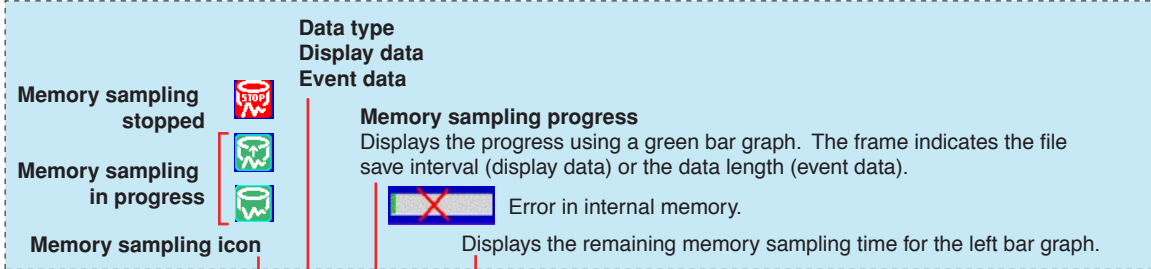 Data type
Display data
Event data
Memory sampling
stopped
STOP
Memory sampling progress
Displays the progress using a green bar graph. The frame indicates the file
save interval (display data) or the data length (event data).
Memory sampling
in progress
Error in internal memory.
Memory sampling icon
Displays the remaining memory sampling time for the left bar graph.